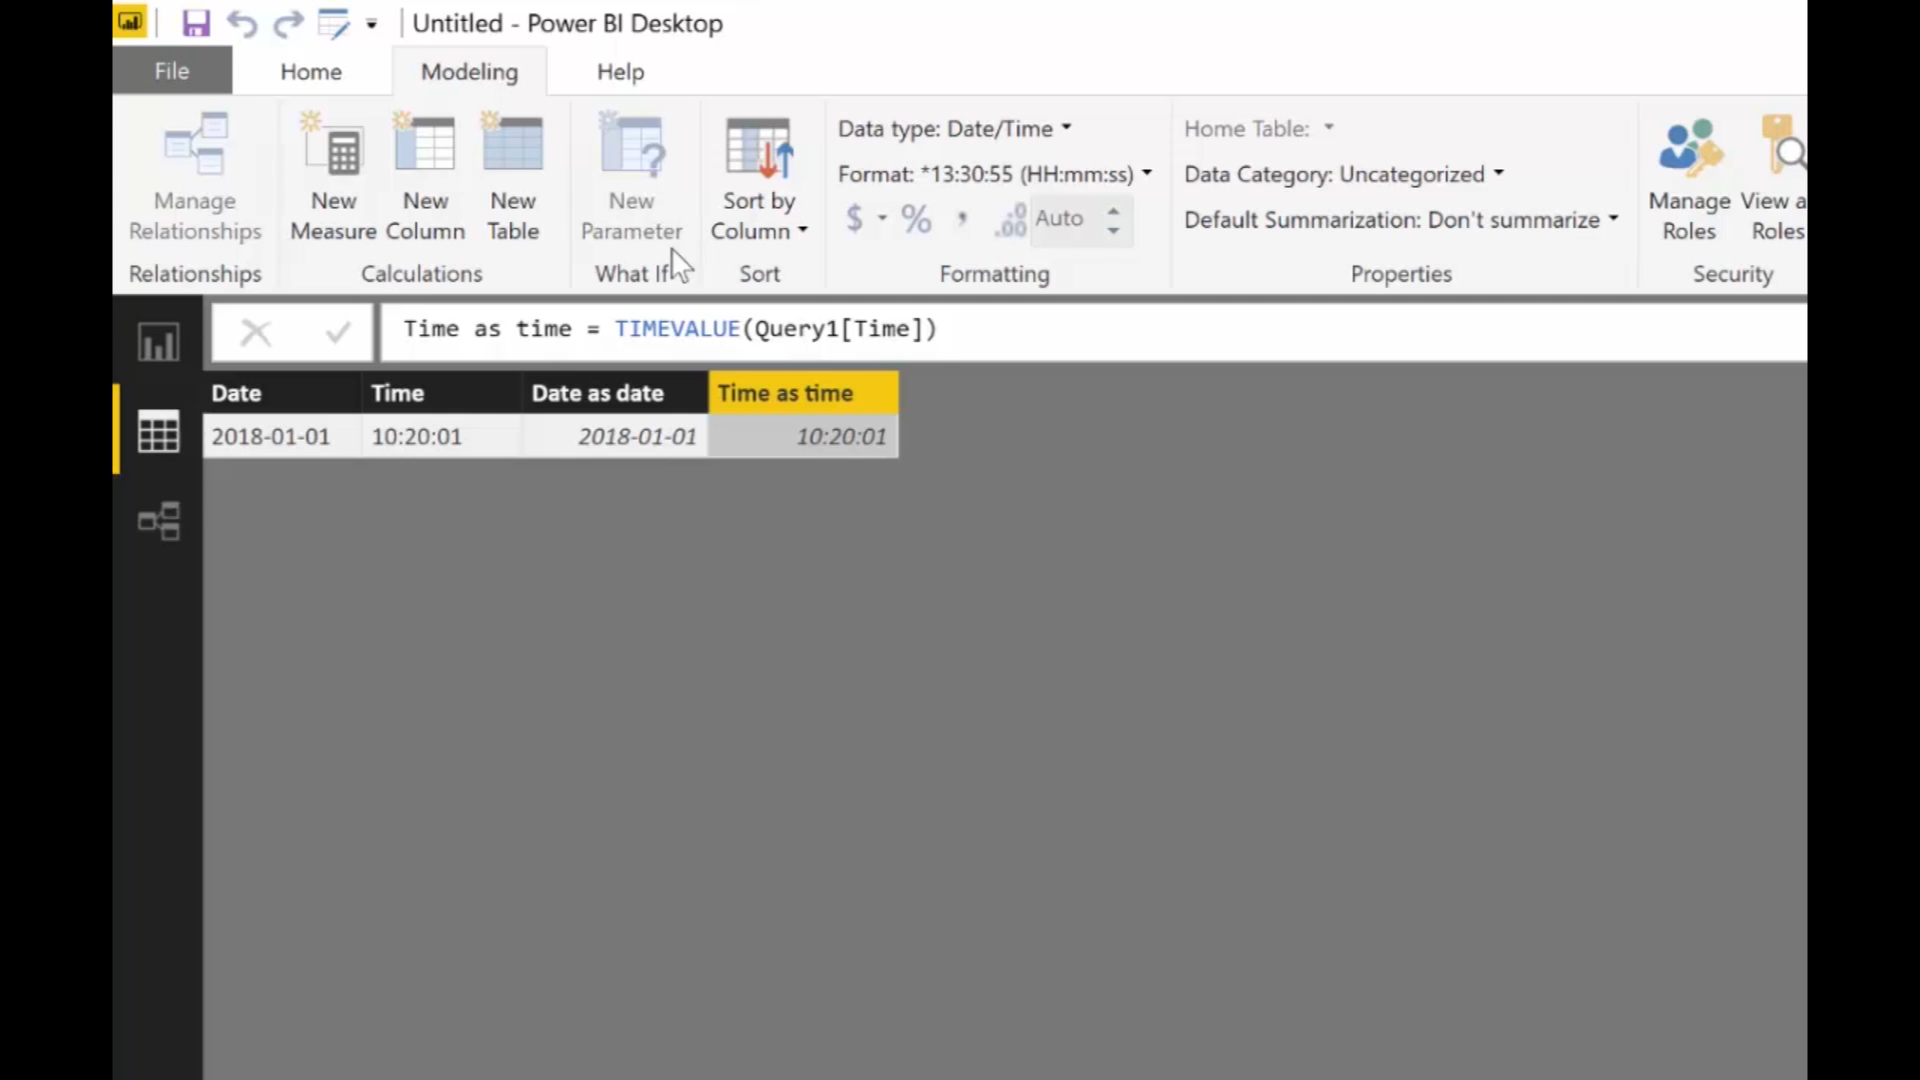 Untitled - Power BI Desktop
File Home Modeling Help
Manage Relationships
New Measure
New Column
New Table
New Parameter
Sort by Column
Data type: Date/Time
Format: *13:30:55 (HH:mm:ss)
$ % , .00 Auto
Home Table:
Data Category: Uncategorized
Default Summarization: Don't summarize
Manage Roles
View a
Roles
Relationships Calculations What If Sort Formatting Properties Security
Time as time = TIMEVALUE(Query1[Time])
Date Time Date as date Time as time
2018-01-01 10:20:01 2018-01-01 10:20:01